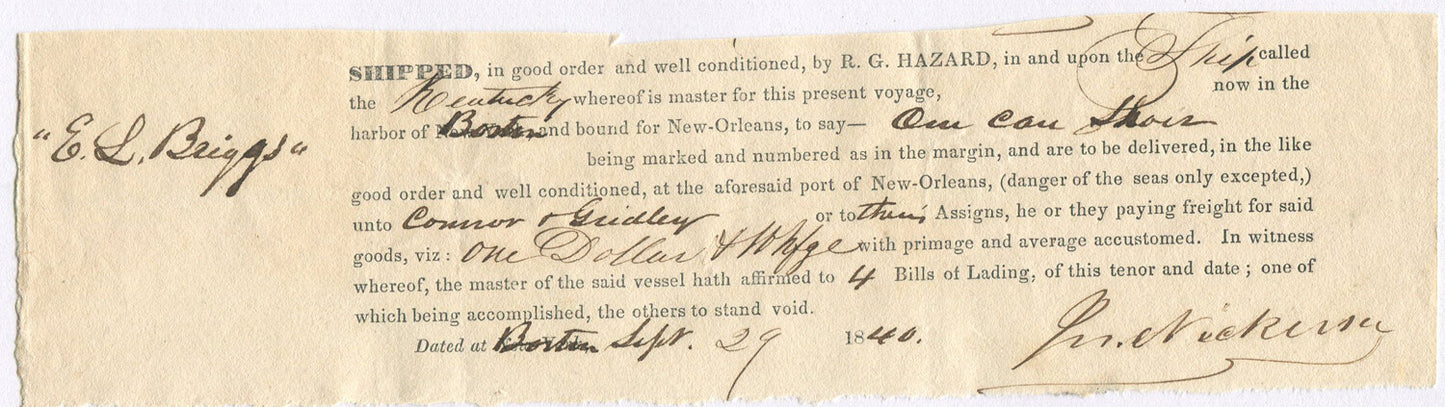 "E. L. Briggs"
SHIPPED, in good order and well conditioned, by R. G. HAZARD, in and upon the Ship called
the Kentucky whereof is master for this present voyage, now in the
harbor of Boston and bound for New-Orleans, to say— One case Shoes
being marked and numbered as in the margin, and are to be delivered, in the like
good order and well conditioned, at the aforesaid port of New-Orleans, (danger of the seas only excepted,)
unto Connor & Gridley or to their Assigns, he or they paying freight for said
goods, viz: One Dollar & Whfge with primage and average accustomed. In witness
whereof, the master of the said vessel hath affirmed to 4 Bills of Lading, of this tenor and date; one of
which being accomplished, the others to stand void.
Dated at Boston Sept. 29 1840. Nickerson